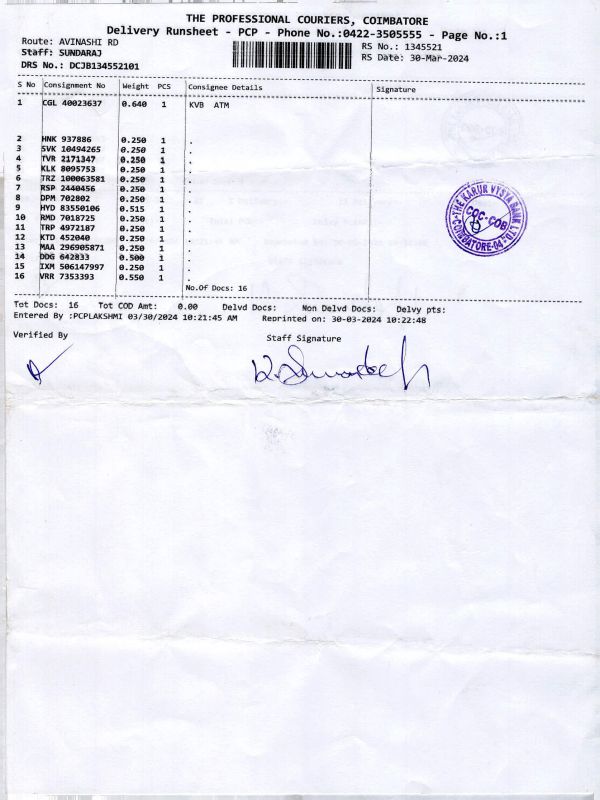 THE PROFESSIONAL COURIERS, COIMBATORE
Delivery Runsheet - PCP - Phone No.:0422-3505555 - Page No.:1
Route: AVINASHI RD
RS No.: 1345521
Staff: SUNDARAJ
RS Date: 30-Mar-2024
DRS No.: DCJB134552101
S No Consignment No Weight PCS Consignee Details Signature
1 CGL 40023637 0.640 1 KVB ATM
2 HNK 937886 0.250 1 .
3 SVK 10494265 0.250 1 .
4 TVR 2171347 0.250 1 .
5 KLK 8095753 0.250 1 .
6 TRZ 100063581 0.250 1 .
7 RSP 2440456 0.250 1 .
8 DPM 702802 0.250 1 .
9 HYD 83550106 0.515 1 .
10 RMD 7018725 0.250 1 .
11 TRP 4972187 0.250 1 .
12 KTD 452040 0.250 1 .
13 MAA 296905871 0.250 1 .
14 DDG 642833 0.500 1 .
15 IXM 506147997 0.250 1 .
16 VRR 7353393 0.550 1 .
No.Of Docs: 16
THE KARUR VYSYA BANK LTD.
COC-COB
COIMBATORE-04
Tot Docs: 16 Tot COD Amt: 0.00 Delvd Docs: Non Delvd Docs: Delvy pts:
Entered By :PCPLAKSHMI 03/30/2024 10:21:45 AM Reprinted on: 30-03-2024 10:22:48
Verified By
Staff Signature